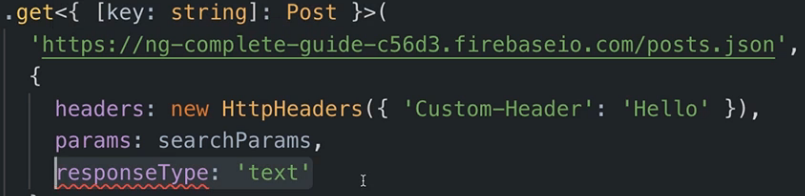 .get<{ [key: string]: Post }>(
'https://ng-complete-guide-c56d3.firebaseio.com/posts.json',
{
headers: new HttpHeaders({ 'Custom-Header': 'Hello' }),
params: searchParams,
responseType: 'text'